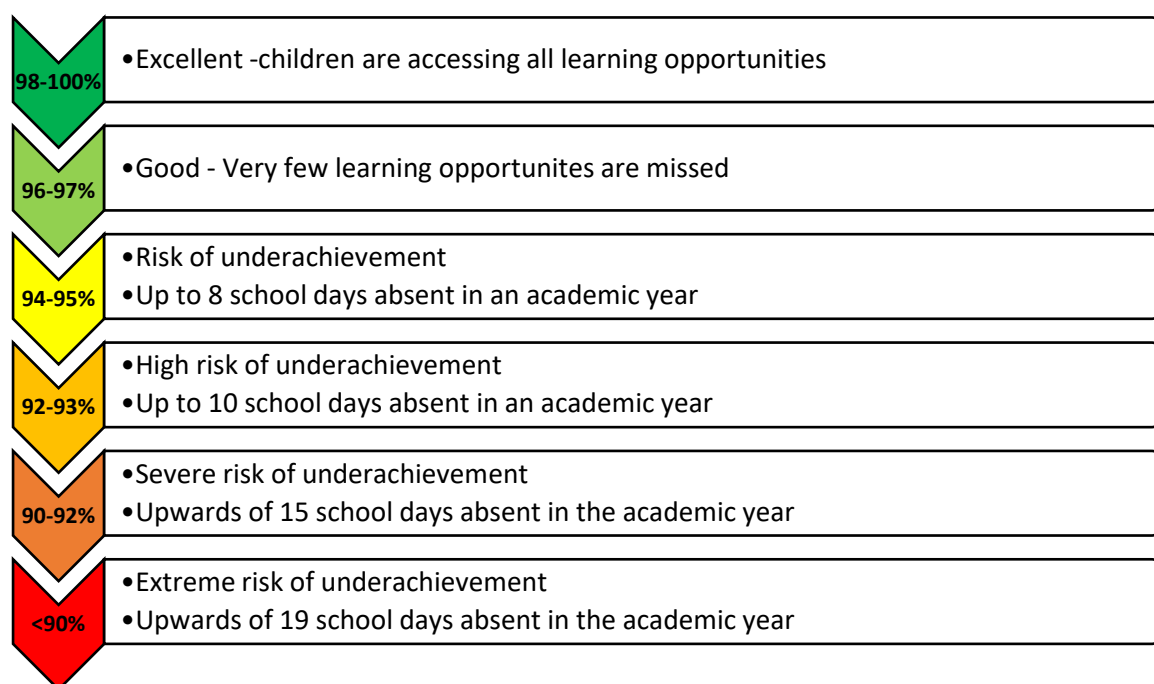 98-100%
•Excellent -children are accessing all learning opportunities
96-97%
•Good - Very few learning opportunites are missed
94-95%
•Risk of underachievement
•Up to 8 school days absent in an academic year
92-93%
•High risk of underachievement
•Up to 10 school days absent in an academic year
90-92%
•Severe risk of underachievement
•Upwards of 15 school days absent in the academic year
<90%
•Extreme risk of underachievement
•Upwards of 19 school days absent in the academic year